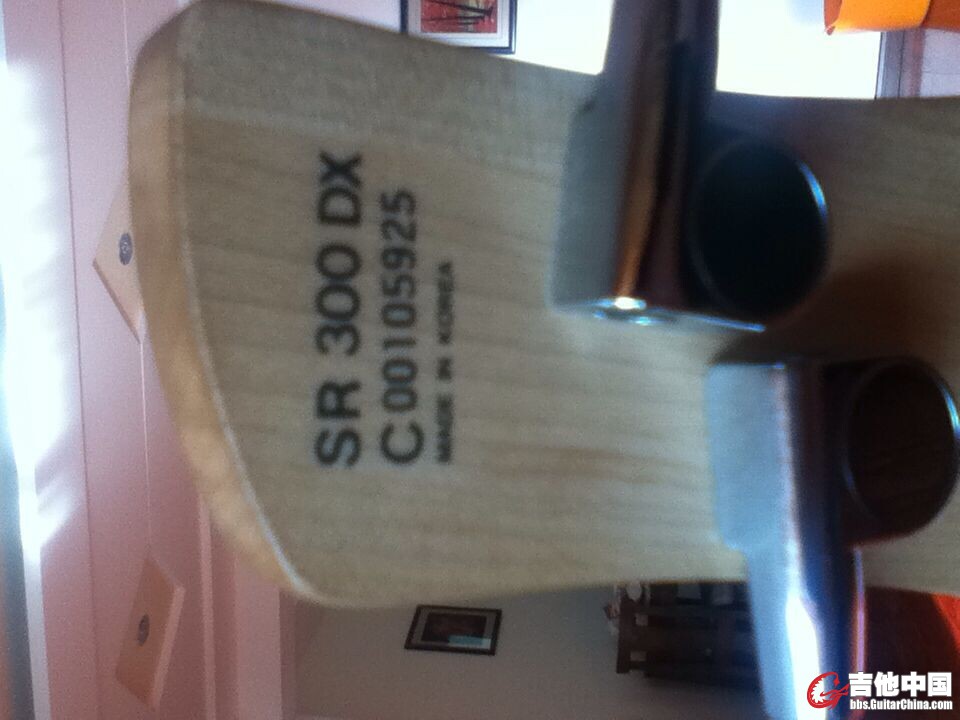 SR 300 DX
C00105925
MADE IN KOREA
吉他中国
bbs.GuitarChina.com